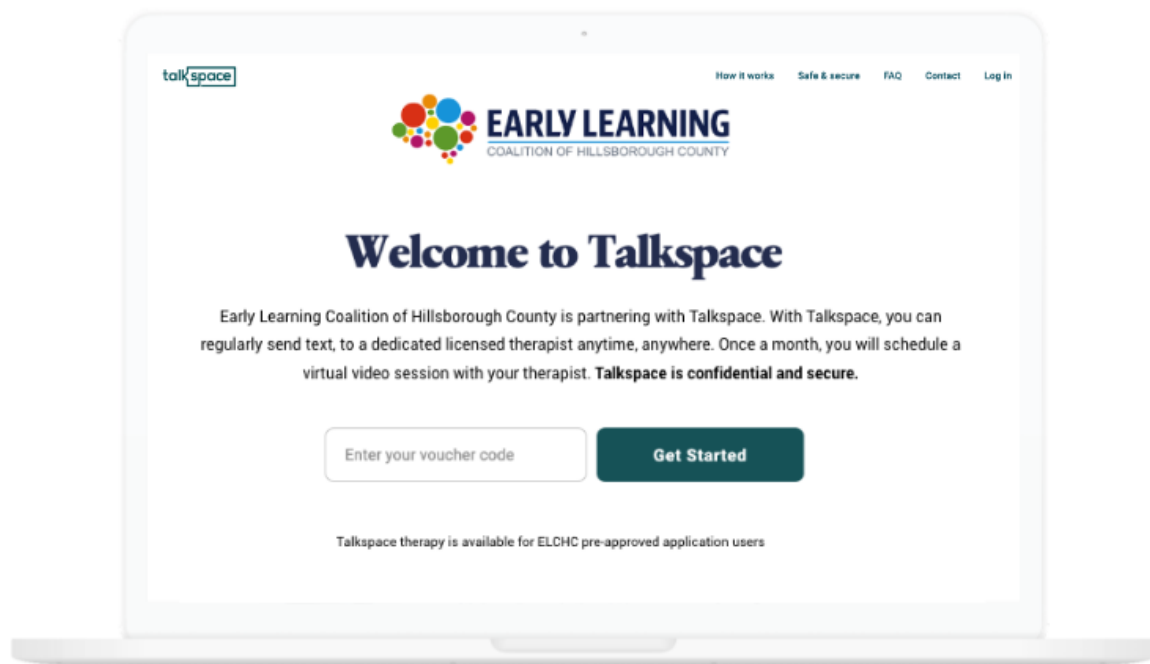 talkspace
How it works Safe & secure FAQ Contact Log in
EARLY LEARNING
COALITION OF HILLSBOROUGH COUNTY
Welcome to Talkspace
Early Learning Coalition of Hillsborough County is partnering with Talkspace. With Talkspace, you can
regularly send text, to a dedicated licensed therapist anytime, anywhere. Once a month, you will schedule a
virtual video session with your therapist. Talkspace is confidential and secure.
Enter your voucher code Get Started
Talkspace therapy is available for ELCHC pre-approved application users